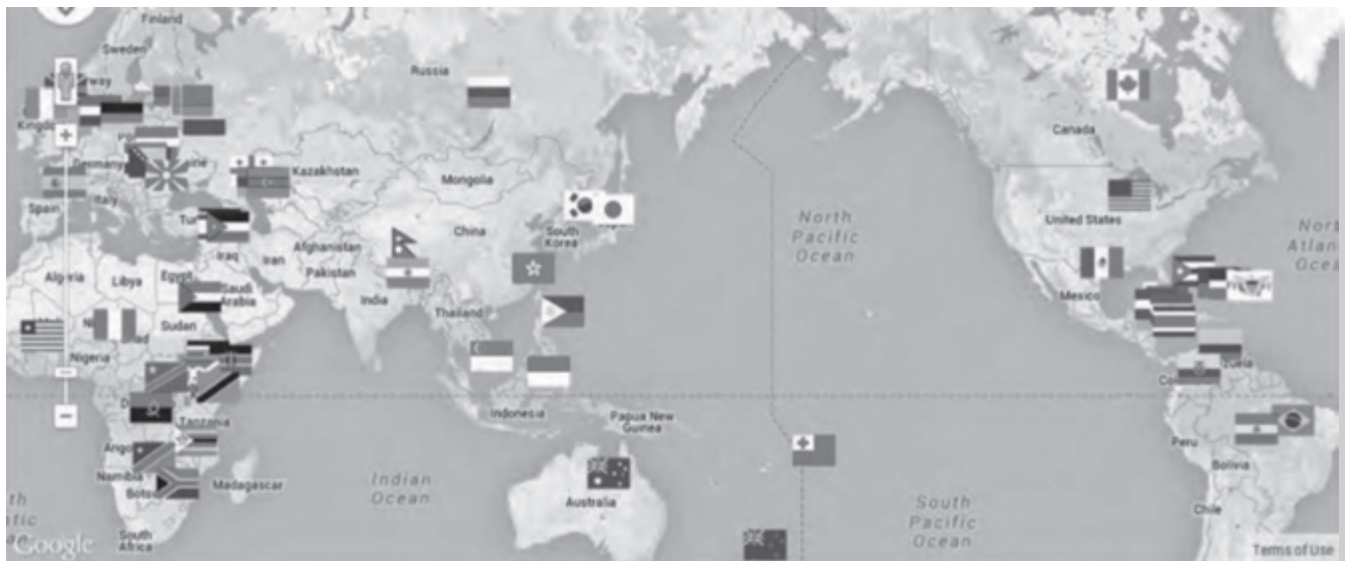 Finland
Sweden
Russia
Canada
Germany
Kazakhstan
Mongolia
Spain
Italy
United States
North
Pacific
Ocean
China
South
Korea
Afghanistan
Iraq
Iran
Pakistan
Algeria
Libya
Egypt
Saudi
Arabia
India
Mexico
Thailand
Sudan
Nigeria
Indonesia
Papua New
Guinea
Tanzania
Peru
Bolivia
Namibia
Madagascar
Indian
Ocean
Australia
South
Pacific
Ocean
Chile
South
Africa
Google
Terms of Use